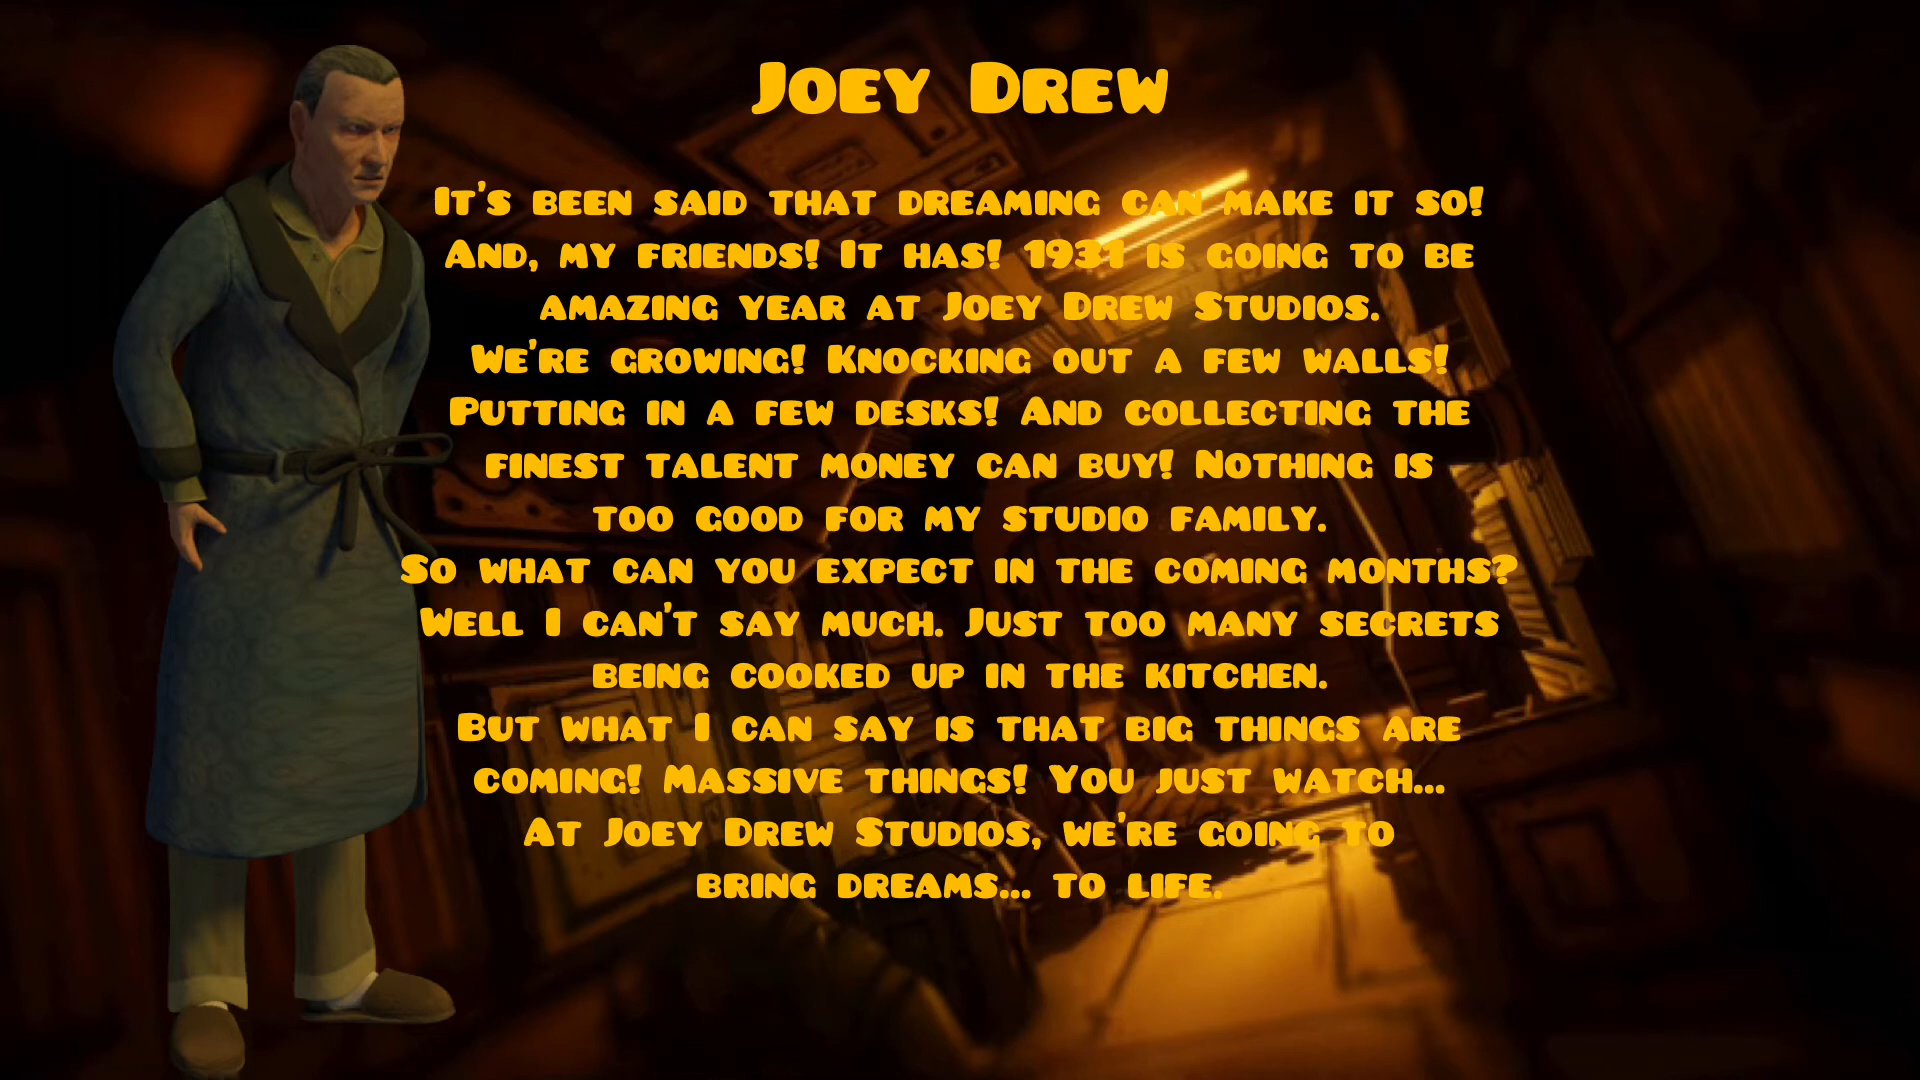 Joey Drew
It's been said that dreaming can make it so!
And, my friends! It has! 1931 is going to be
amazing year at Joey Drew Studios.
We're growing! Knocking out a few walls!
Putting in a few desks! And collecting the
finest talent money can buy! Nothing is
too good for my studio family.
So what can you expect in the coming months?
Well I can't say much. Just too many secrets
being cooked up in the kitchen.
But what I can say is that big things are
coming! Massive things! You just watch...
At Joey Drew Studios, we're going to
bring dreams... to life.